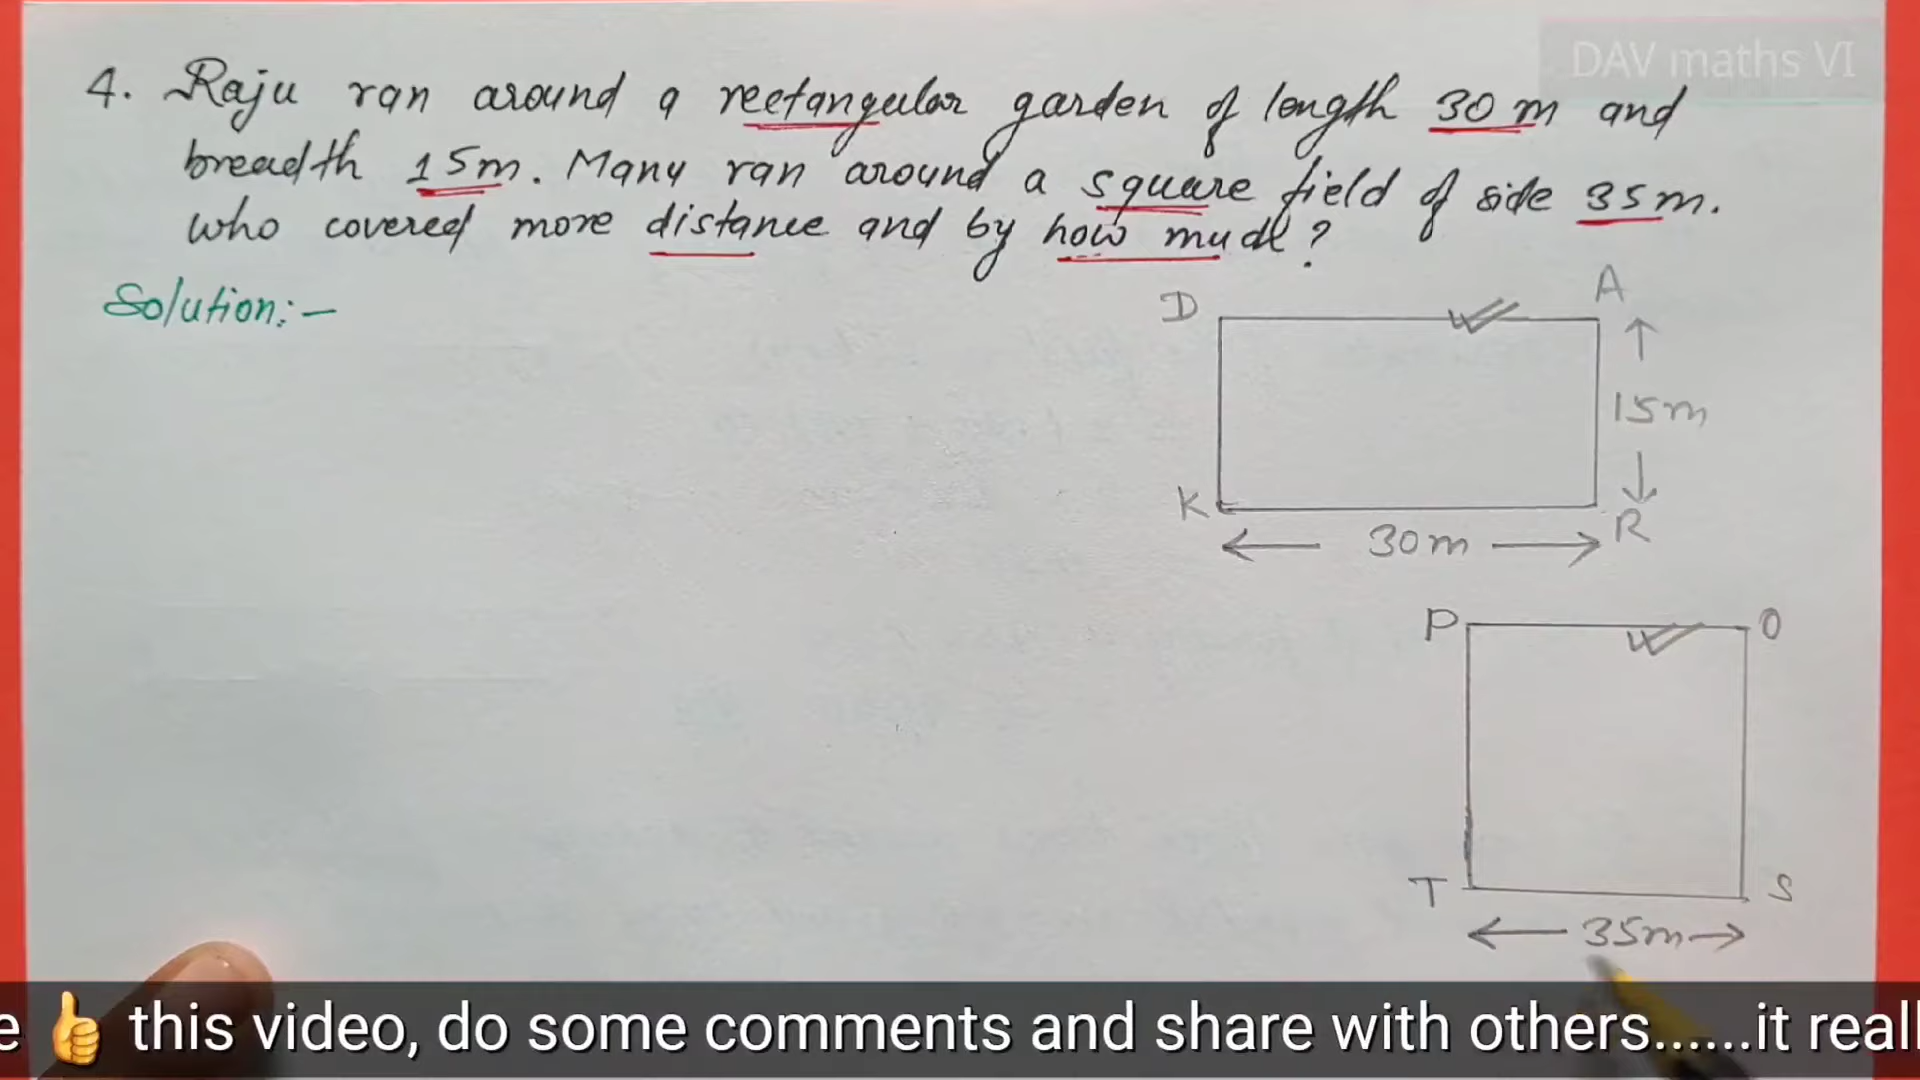 DAV maths VI
4. Raju ran around a rectangular garden of length 30 m and
breadth 15m. Many ran around a square field of side 35m.
who covered more distance and by how much?
Solution:-
D
A
15m
K
R
30m
P
O
T
S
35m
e 👍 this video, do some comments and share with others......it reall